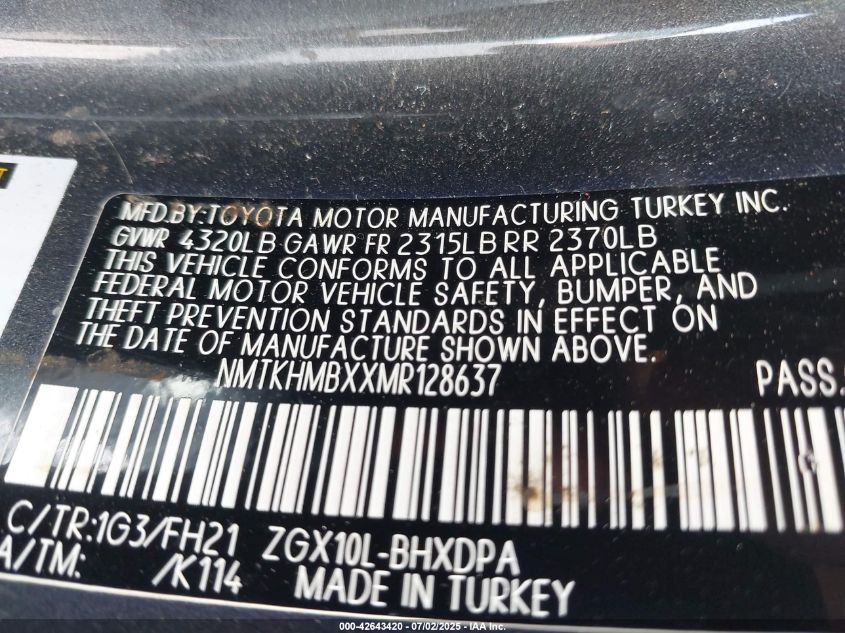 MFD.BY:TOYOTA MOTOR MANUFACTURING TURKEY INC.
GVWR 4320LB GAWR FR 2315LB RR 2370LB
THIS VEHICLE CONFORMS TO ALL APPLICABLE
FEDERAL MOTOR VEHICLE SAFETY, BUMPER, AND
THEFT PREVENTION STANDARDS IN EFFECT ON
THE DATE OF MANUFACTURE SHOWN ABOVE.
NMTKHMBXXMR128637 PASS.
C/TR:1G3/FH21 ZGX10L-BHXDPA
A/TM: /K114 MADE IN TURKEY
000-42643420 • 07/02/2025 - IAA Inc.